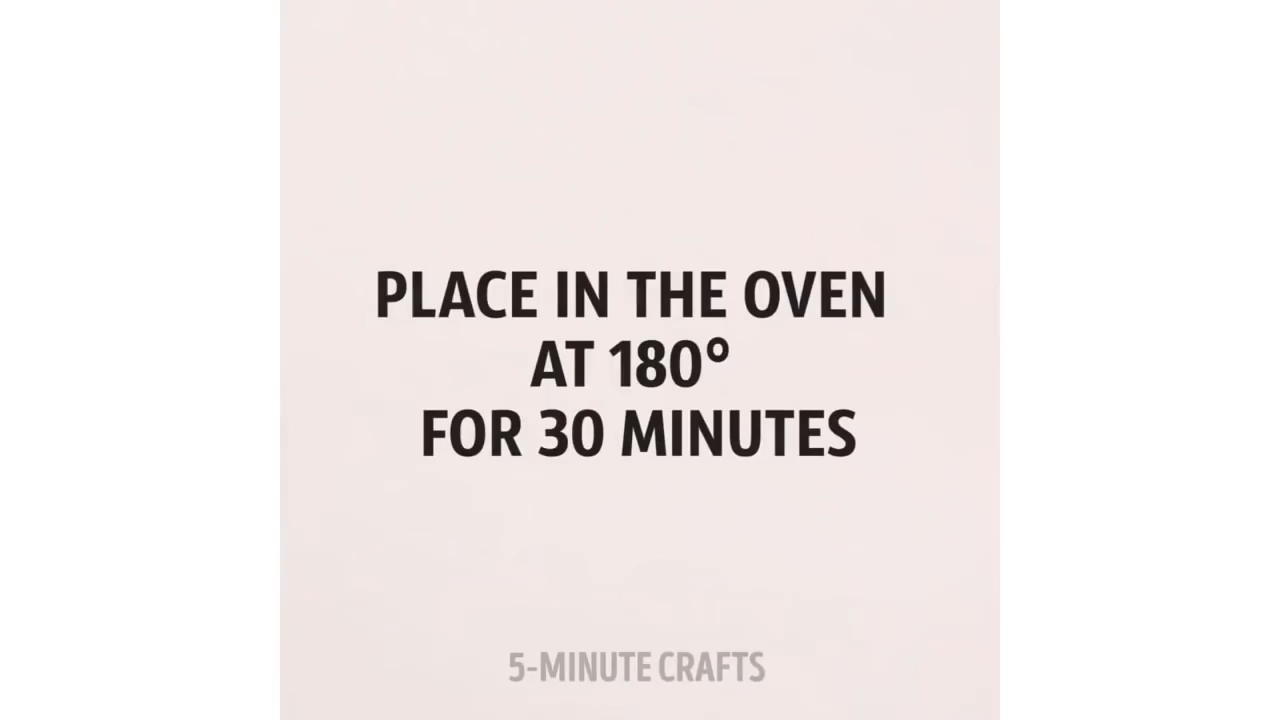 PLACE IN THE OVEN
AT 180°
FOR 30 MINUTES
5-MINUTE CRAFTS